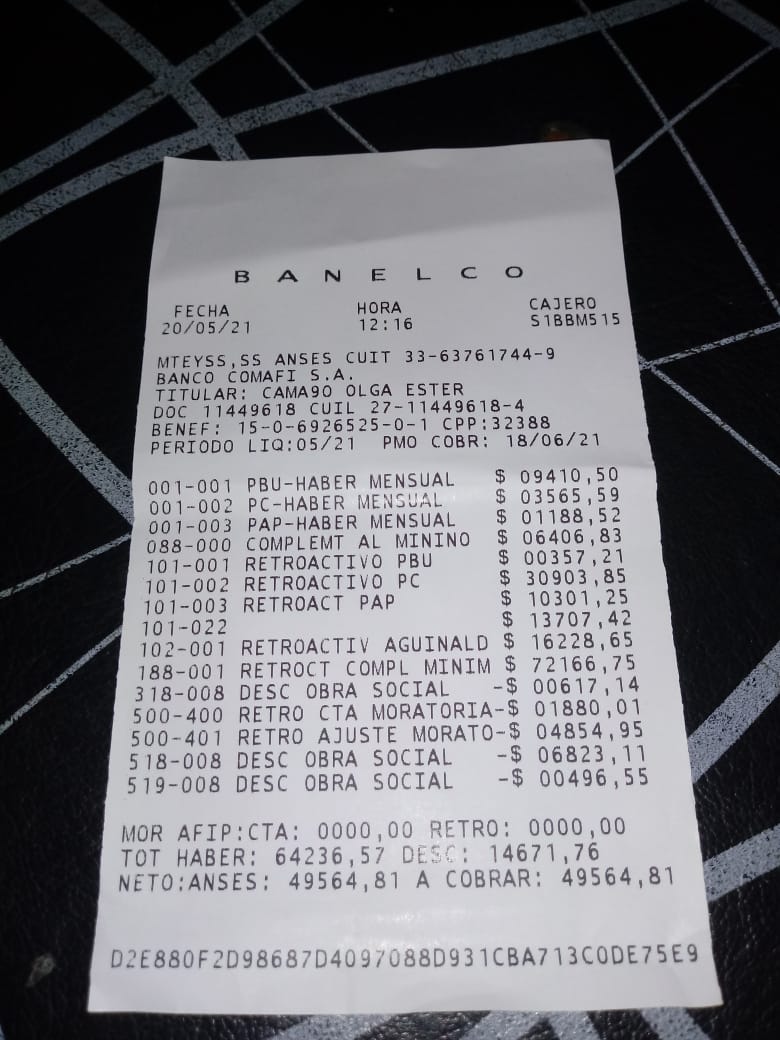 BANELCO
FECHA HORA CAJERO
20/05/21 12:16 S1BBM515
MTEYSS,SS ANSES CUIT 33-63761744-9
BANCO COMAFI S.A.
TITULAR: CAMA90 OLGA ESTER
DOC 11449618 CUIL 27-11449618-4
BENEF: 15-0-6926525-0-1 CPP:32388
PERIODO LIQ:05/21 PMO COBR: 18/06/21
001-001 PBU-HABER MENSUAL $ 09410,50
001-002 PC-HABER MENSUAL $ 03565,59
001-003 PAP-HABER MENSUAL $ 01188,52
088-000 COMPLEMT AL MININO $ 06406,83
101-001 RETROACTIVO PBU $ 00357,21
101-002 RETROACTIVO PC $ 30903,85
101-003 RETROACT PAP $ 10301,25
101-022 $ 13707,42
102-001 RETROACTIV AGUINALD $ 16228,65
188-001 RETROCT COMPL MINIM $ 72166,75
318-008 DESC OBRA SOCIAL -$ 00617,14
500-400 RETRO CTA MORATORIA-$ 01880,01
500-401 RETRO AJUSTE MORATO-$ 04854,95
518-008 DESC OBRA SOCIAL -$ 06823,11
519-008 DESC OBRA SOCIAL -$ 00496,55
MOR AFIP:CTA: 0000,00 RETRO: 0000,00
TOT HABER: 64236,57 DESC: 14671,76
NETO:ANSES: 49564,81 A COBRAR: 49564,81
D2E880F2D98687D4097088D931CBA713C0DE75E9